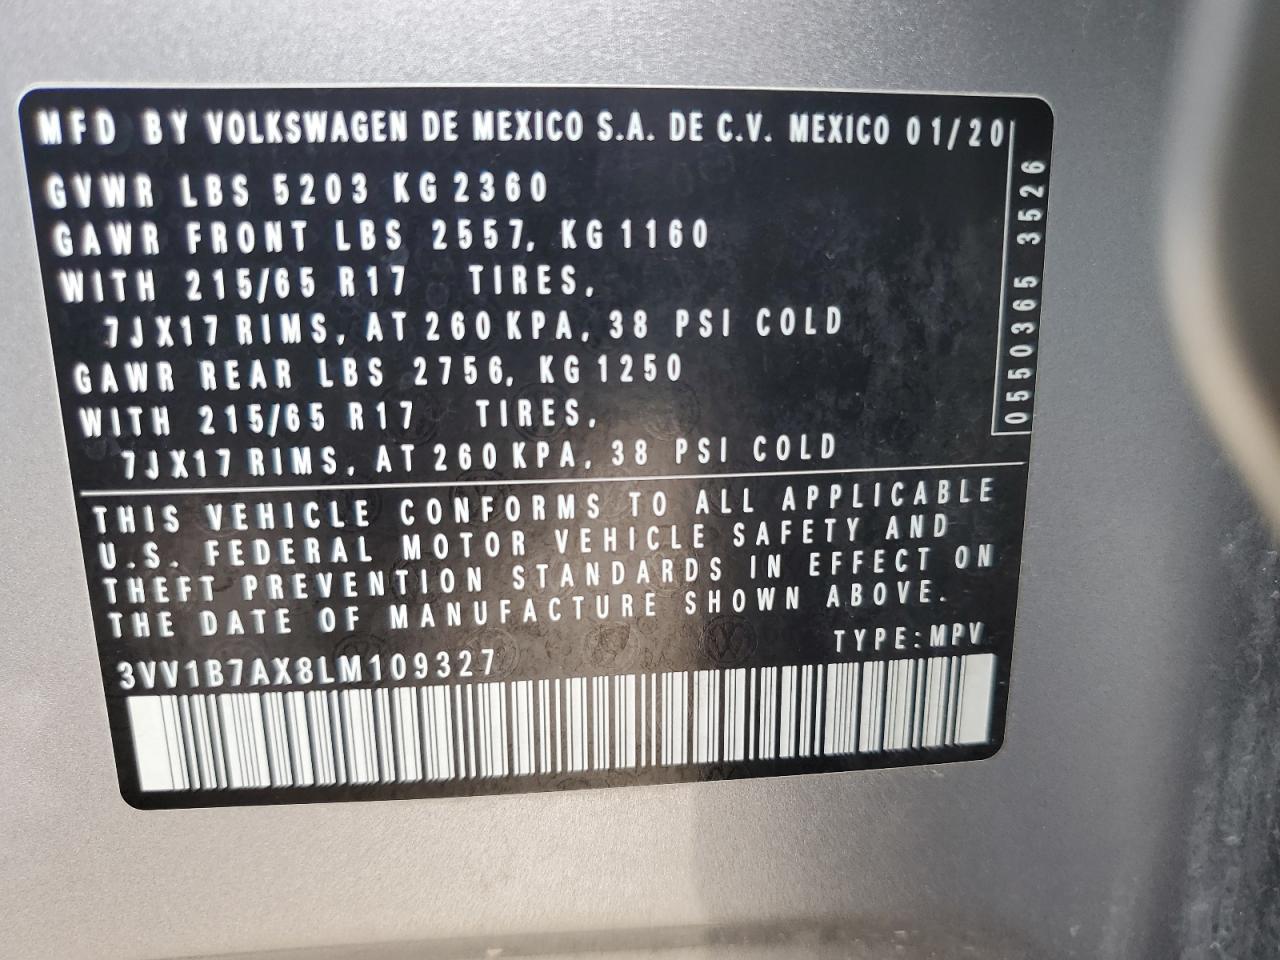 MFD BY VOLKSWAGEN DE MEXICO S.A. DE C.V. MEXICO 01/20
GVWR LBS 5203 KG 2360
GAWR FRONT LBS 2557, KG 1160
WITH 215/65 R17 TIRES,
7JX17 RIMS, AT 260 KPA, 38 PSI COLD
GAWR REAR LBS 2756, KG 1250
WITH 215/65 R17 TIRES,
7JX17 RIMS, AT 260 KPA, 38 PSI COLD
0550365 3526
THIS VEHICLE CONFORMS TO ALL APPLICABLE
U.S. FEDERAL MOTOR VEHICLE SAFETY AND
THEFT PREVENTION STANDARDS IN EFFECT ON
THE DATE OF MANUFACTURE SHOWN ABOVE.
TYPE: MPV
3VV1B7AX8LM109327